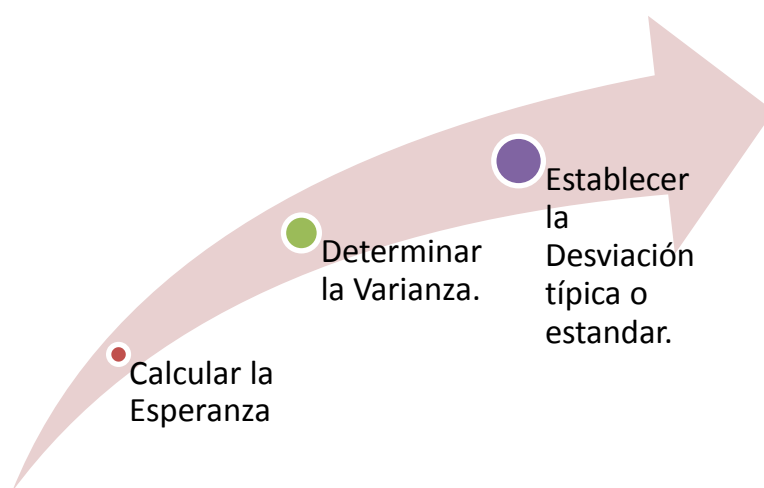 Calcular la
Esperanza
Determinar
la Varianza.
Establecer
la
Desviación
típica o
estandar.